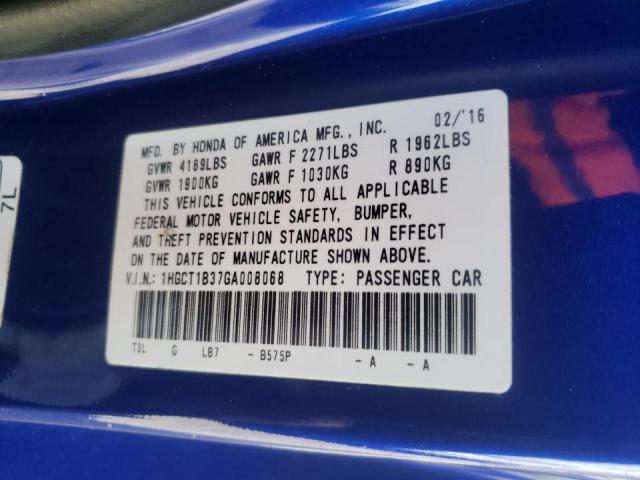 MFD. BY HONDA OF AMERICA MFG., INC. 02/'16
GVWR 4189LBS GAWR F 2271LBS R 1962LBS
GVWR 1900KG GAWR F 1030KG R 890KG
THIS VEHICLE CONFORMS TO ALL APPLICABLE
FEDERAL MOTOR VEHICLE SAFETY, BUMPER,
AND THEFT PREVENTION STANDARDS IN EFFECT
ON THE DATE OF MANUFACTURE SHOWN ABOVE.
V.I.N.: 1HGCT1B37GA008068 TYPE: PASSENGER CAR
T3L G LB7 - B575P - A - A
7L